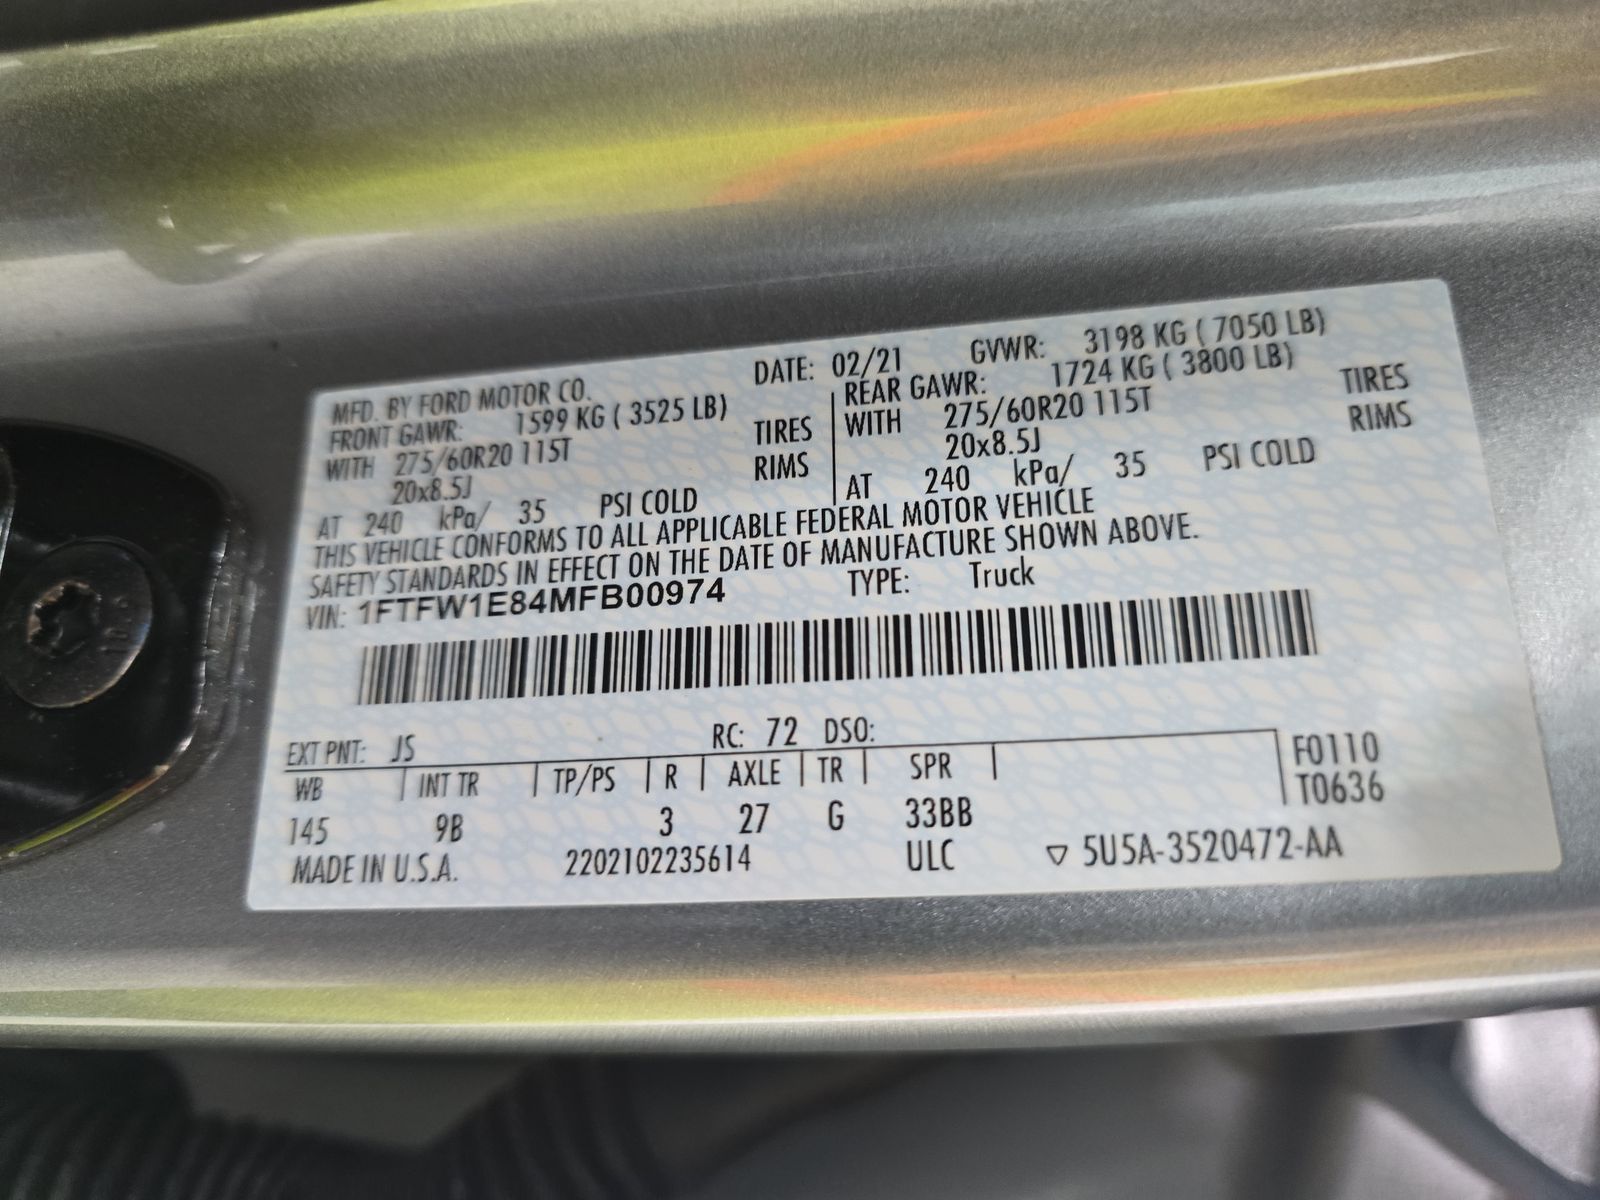 MFD. BY FORD MOTOR CO. DATE: 02/21 GVWR: 3198 KG ( 7050 LB)
FRONT GAWR: 1599 KG ( 3525 LB) REAR GAWR: 1724 KG ( 3800 LB)
WITH 275/60R20 115T TIRES WITH 275/60R20 115T TIRES
20x8.5J RIMS 20x8.5J RIMS
AT 240 kPa/ 35 PSI COLD AT 240 kPa/ 35 PSI COLD
THIS VEHICLE CONFORMS TO ALL APPLICABLE FEDERAL MOTOR VEHICLE
SAFETY STANDARDS IN EFFECT ON THE DATE OF MANUFACTURE SHOWN ABOVE.
VIN: 1FTFW1E84MFB00974 TYPE: Truck
EXT PNT: JS RC: 72 DSO:
WB INT TR TP/PS R AXLE TR SPR F0110
145 9B 3 27 G 33BB T0636
MADE IN U.S.A. 2202102235614 ULC ▽ 5U5A-3520472-AA